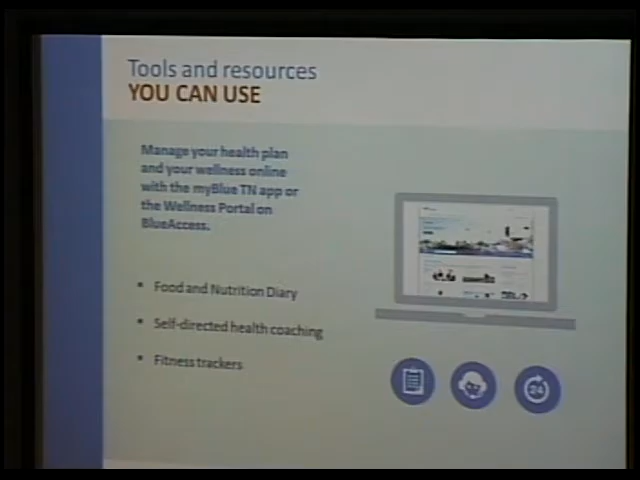 Tools and resources
YOU CAN USE
Manage your health plan
and your wellness online
with the myBlue TN app or
the Wellness Portal on
BlueAccess.
▪ Food and Nutrition Diary
▪ Self-directed health coaching
▪ Fitness trackers
24